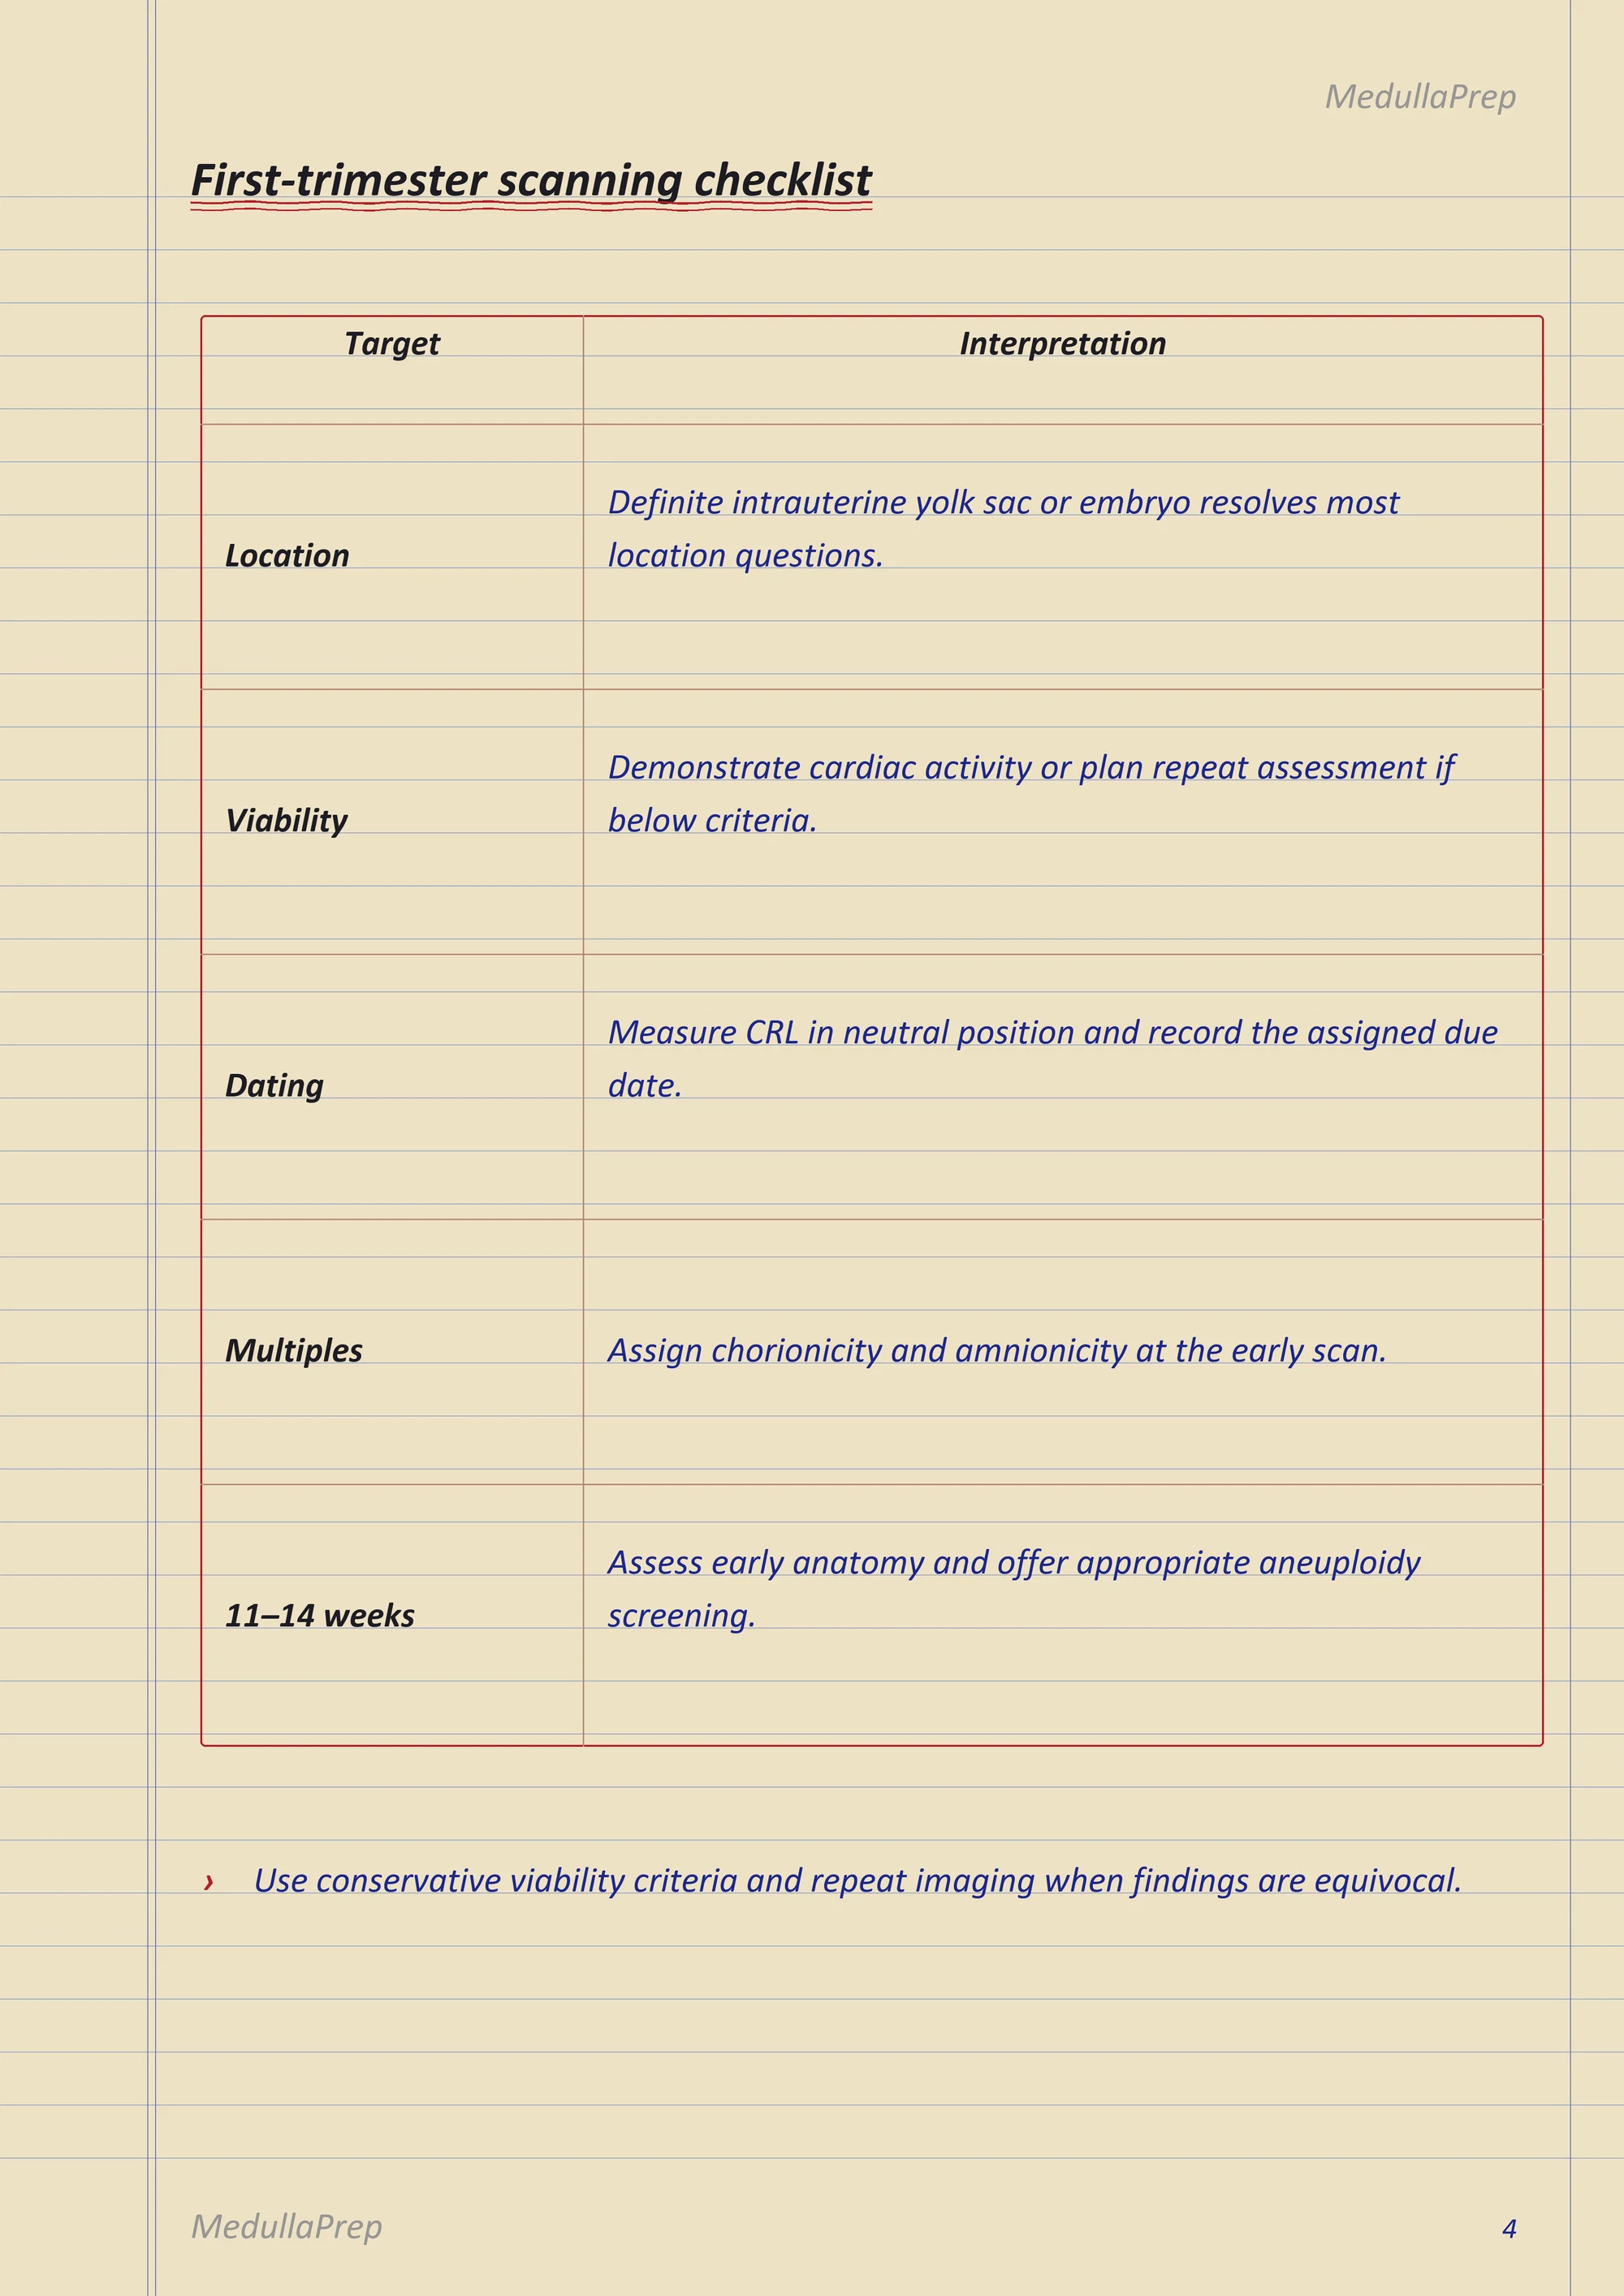 MedullaPrep
First-trimester scanning checklist
Target
Interpretation
Location
Definite intrauterine yolk sac or embryo resolves most
location questions.
Viability
Demonstrate cardiac activity or plan repeat assessment if
below criteria.
Dating
Measure CRL in neutral position and record the assigned due
date.
Multiples
Assign chorionicity and amnionicity at the early scan.
11–14 weeks
Assess early anatomy and offer appropriate aneuploidy
screening.
› Use conservative viability criteria and repeat imaging when findings are equivocal.
MedullaPrep
4